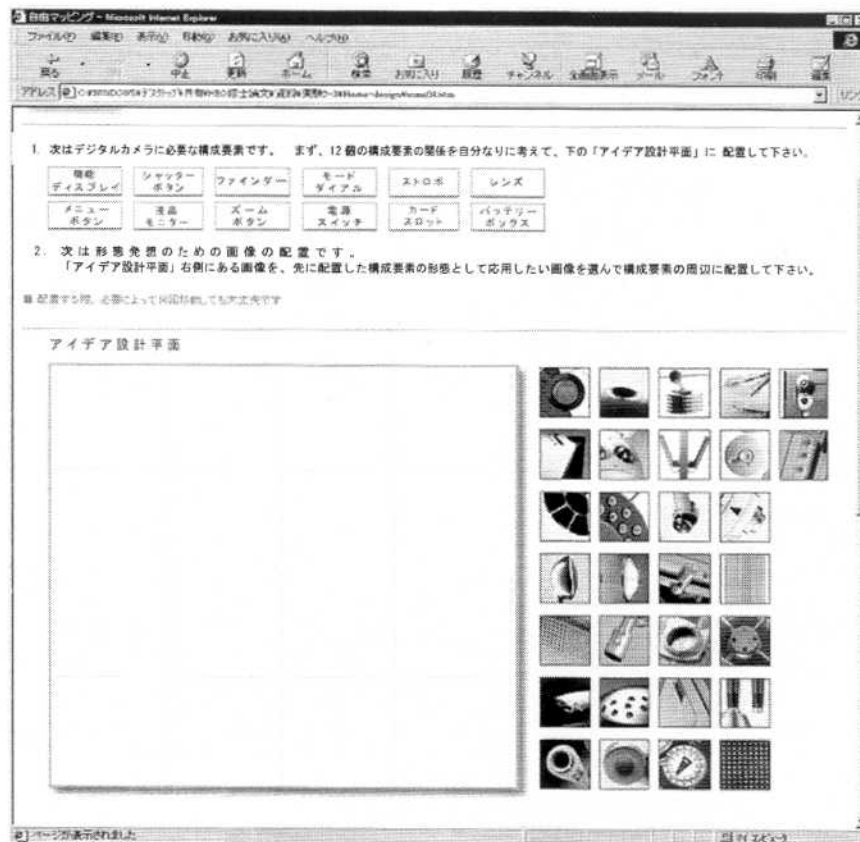 自由マッピング - Microsoft Internet Explorer
ファイル(F) 編集(E) 表示(V) 移動(G) お気に入り(A) ヘルプ(H)
戻る 中止 更新 ホーム 検索 お気に入り 履歴 チャンネル 全画面表示 メール フォント 印刷 編集
アドレス
1. 次はデジタルカメラに必要な構成要素です。 まず、12個の構成要素の関係を自分なりに考えて、下の「アイデア設計平面」に 配置して下さい。
機能 ディスプレイ
シャッター ボタン
ファインダー
モード ダイアル
ストロボ
レンズ
メニュー ボタン
液晶 モニター
ズーム ボタン
電源 スイッチ
カード スロット
バッテリー ボックス
2. 次は形態発想のための画像の配置です。
「アイデア設計平面」右側にある画像を、先に配置した構成要素の形態として応用したい画像を選んで構成要素の周辺に配置して下さい。
アイデア設計平面
ページが表示されました
マイ コンピュータ